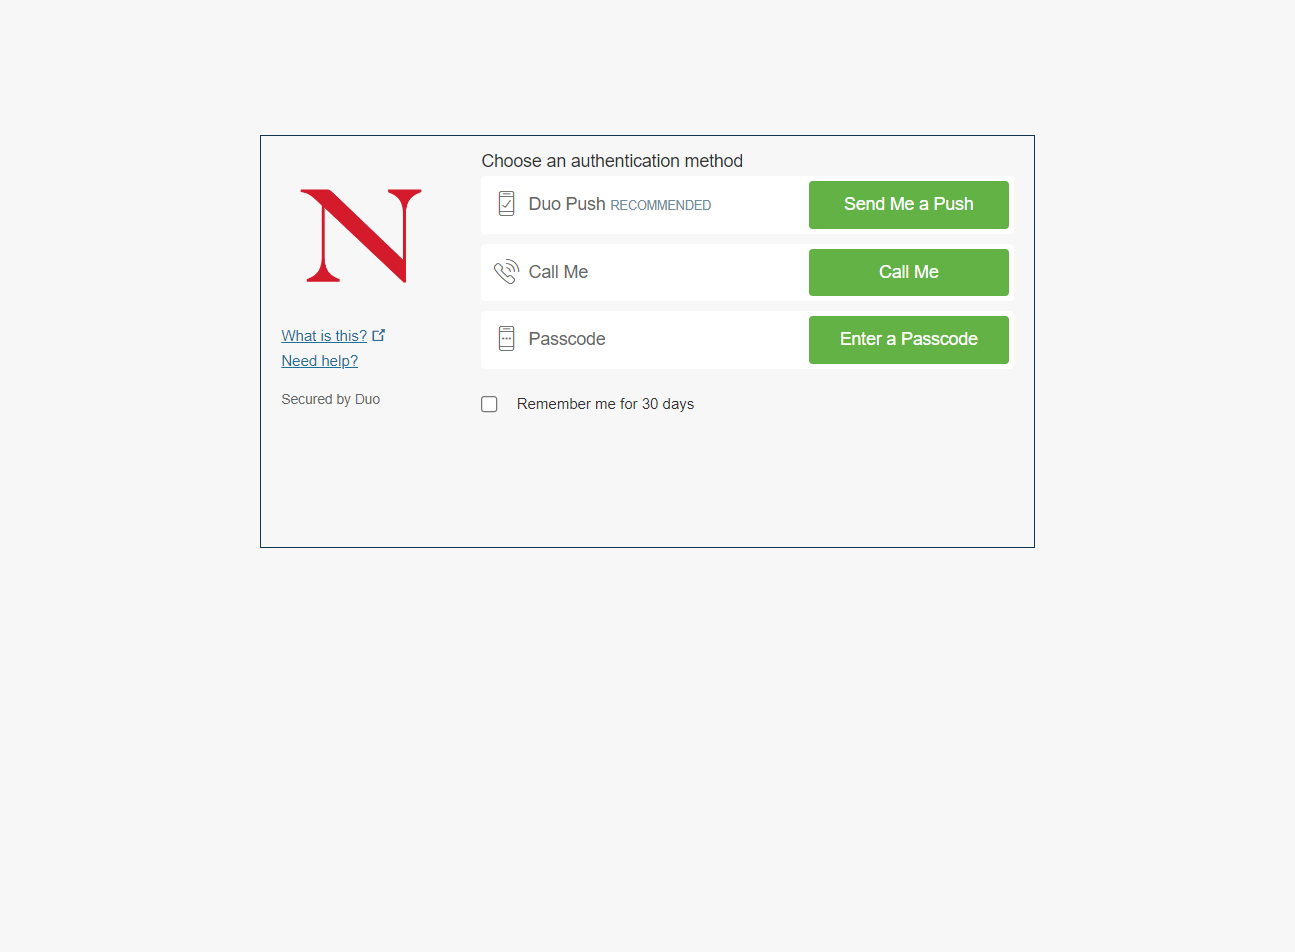 Choose an authentication method
N
Duo Push RECOMMENDED
Send Me a Push
Call Me
Call Me
Passcode
Enter a Passcode
Remember me for 30 days
What is this?
Need help?
Secured by Duo